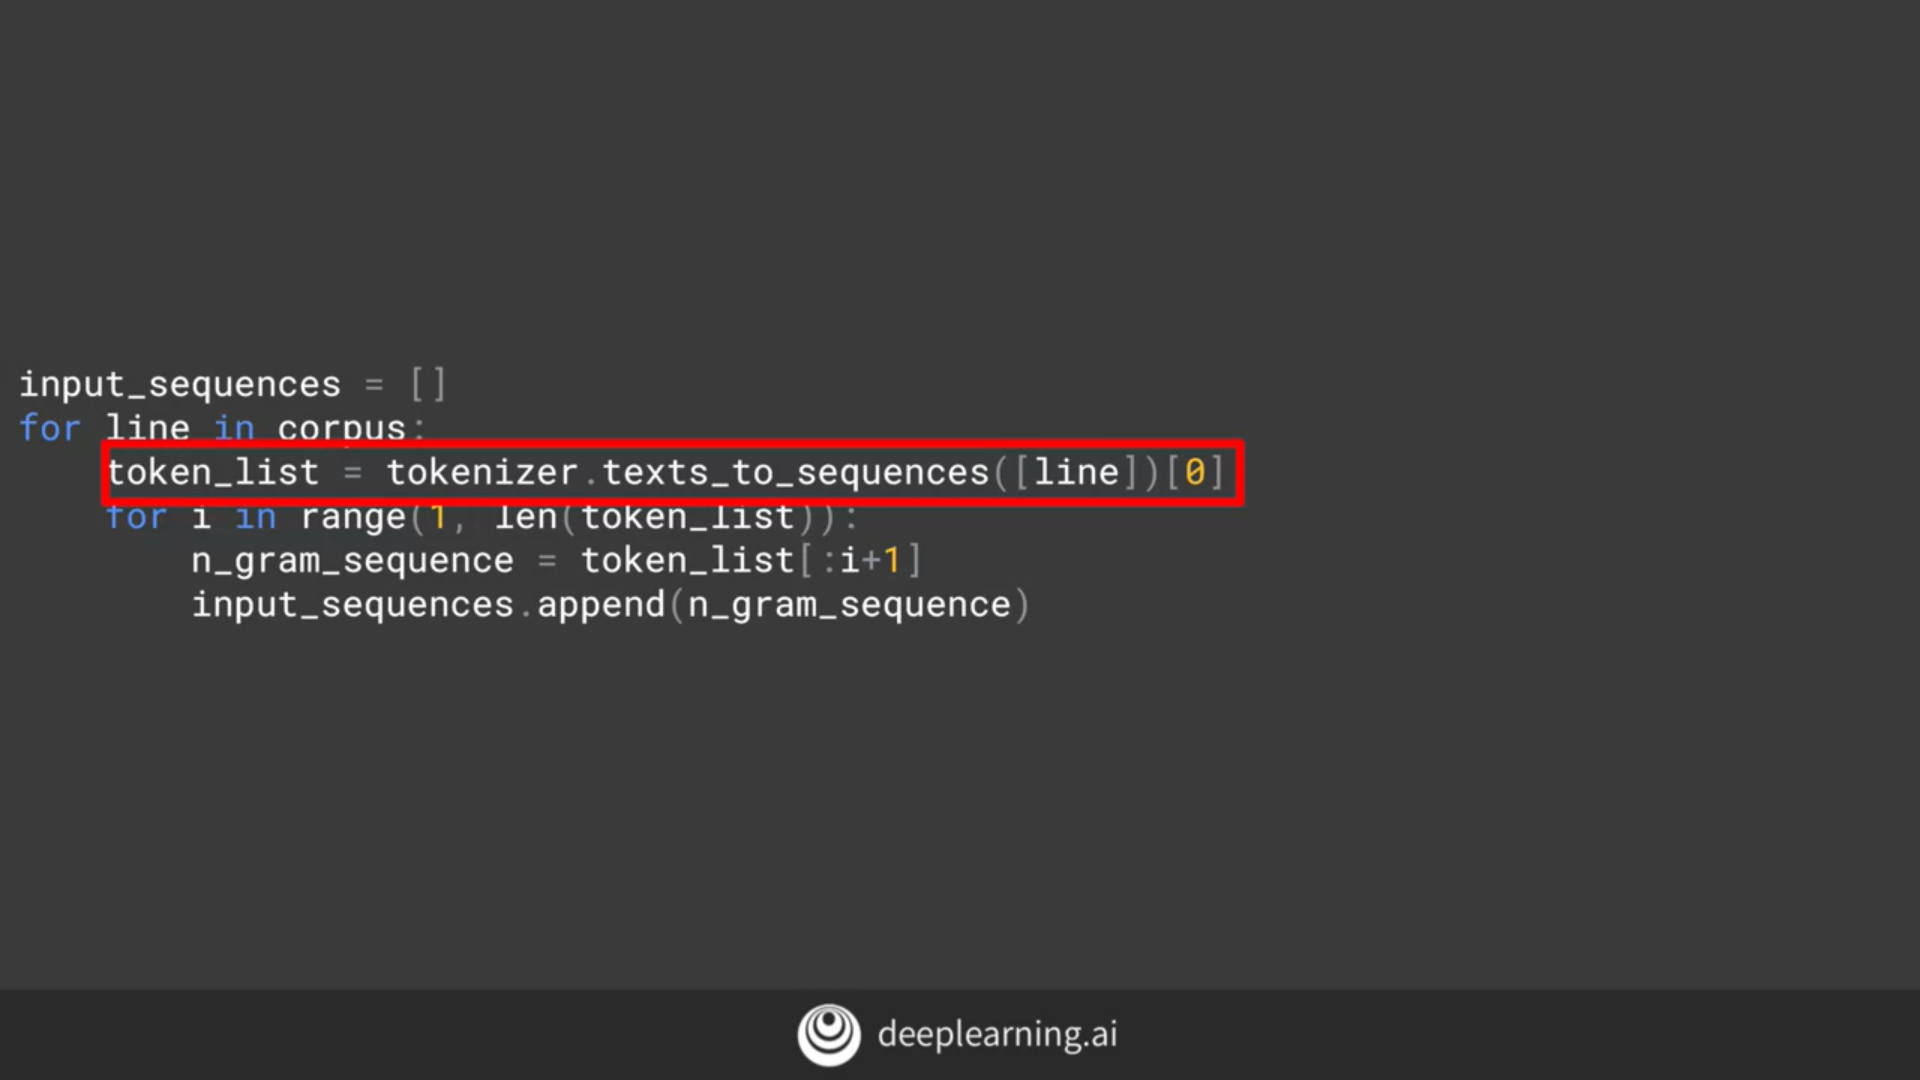 input_sequences = []
for line in corpus:
    token_list = tokenizer.texts_to_sequences([line])[0]
    for i in range(1, len(token_list)):
        n_gram_sequence = token_list[:i+1]
        input_sequences.append(n_gram_sequence)
deeplearning.ai